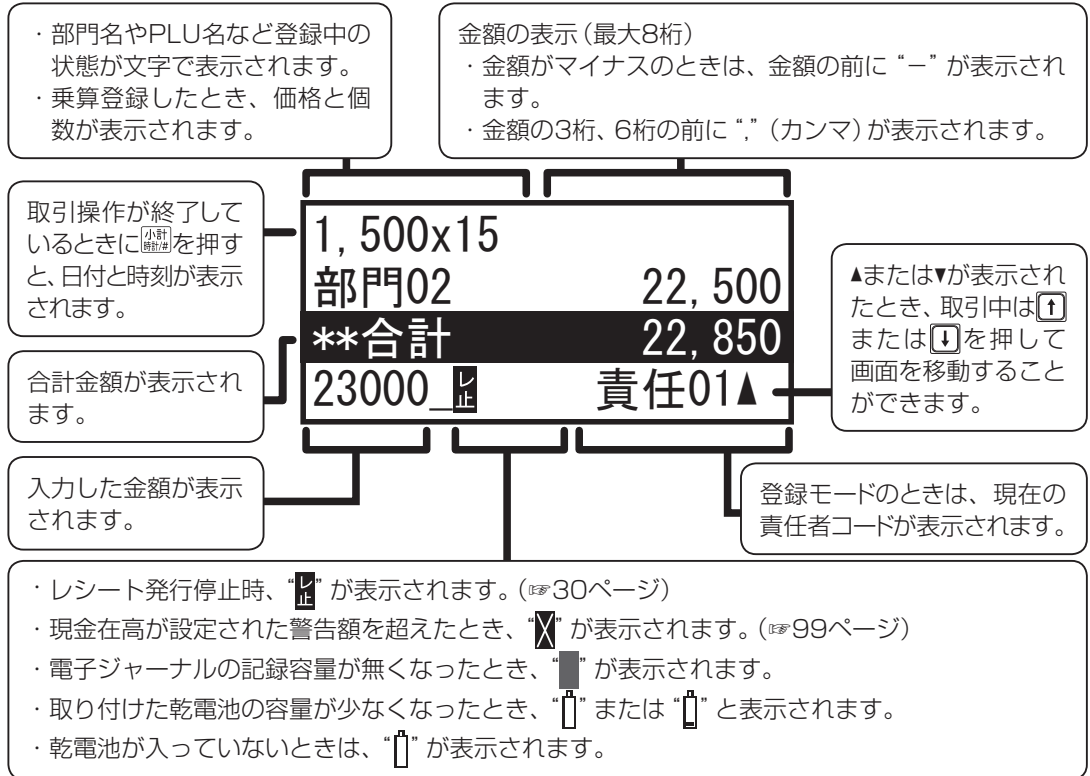 ・部門名やPLU名など登録中の
状態が文字で表示されます。
・乗算登録したとき、価格と個
数が表示されます。
金額の表示(最大8桁)
・金額がマイナスのときは、金額の前に “−” が表示され
ます。
・金額の3桁、6桁の前に “,” (カンマ) が表示されます。
取引操作が終了して
いるときに小計 時計/#を押す
と、日付と時刻が表示
されます。
合計金額が表示され
ます。
入力した金額が表示
されます。
1,500x15
部門02 22,500
**合計 22,850
23000_レ止 責任01▲
▲または▼が表示され
たとき、取引中は↑
または↓を押して
画面を移動すること
ができます。
登録モードのときは、現在の
責任者コードが表示されます。
・レシート発行停止時、“レ止” が表示されます。(☞30ページ)
・現金在高が設定された警告額を超えたとき、“X” が表示されます。(☞99ページ)
・電子ジャーナルの記録容量が無くなったとき、“ ” が表示されます。
・取り付けた乾電池の容量が少なくなったとき、“ ” または “ ” と表示されます。
・乾電池が入っていないときは、“ ” が表示されます。